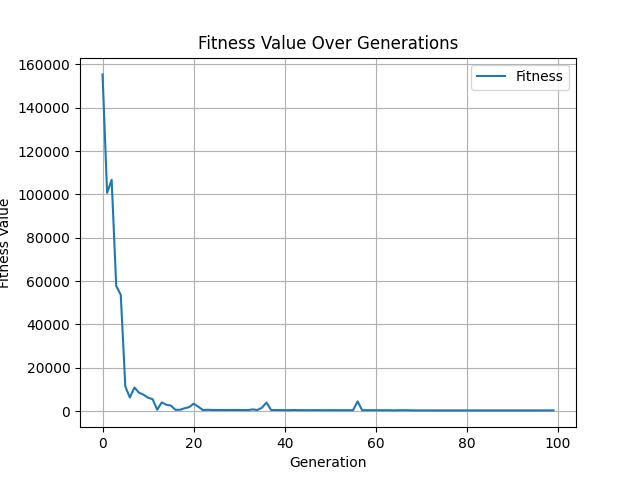 Fitness Value Over Generations
Fitness
160000
140000
120000
100000
80000
60000
40000
20000
0
Fitness Value
0 20 40 60 80 100
Generation